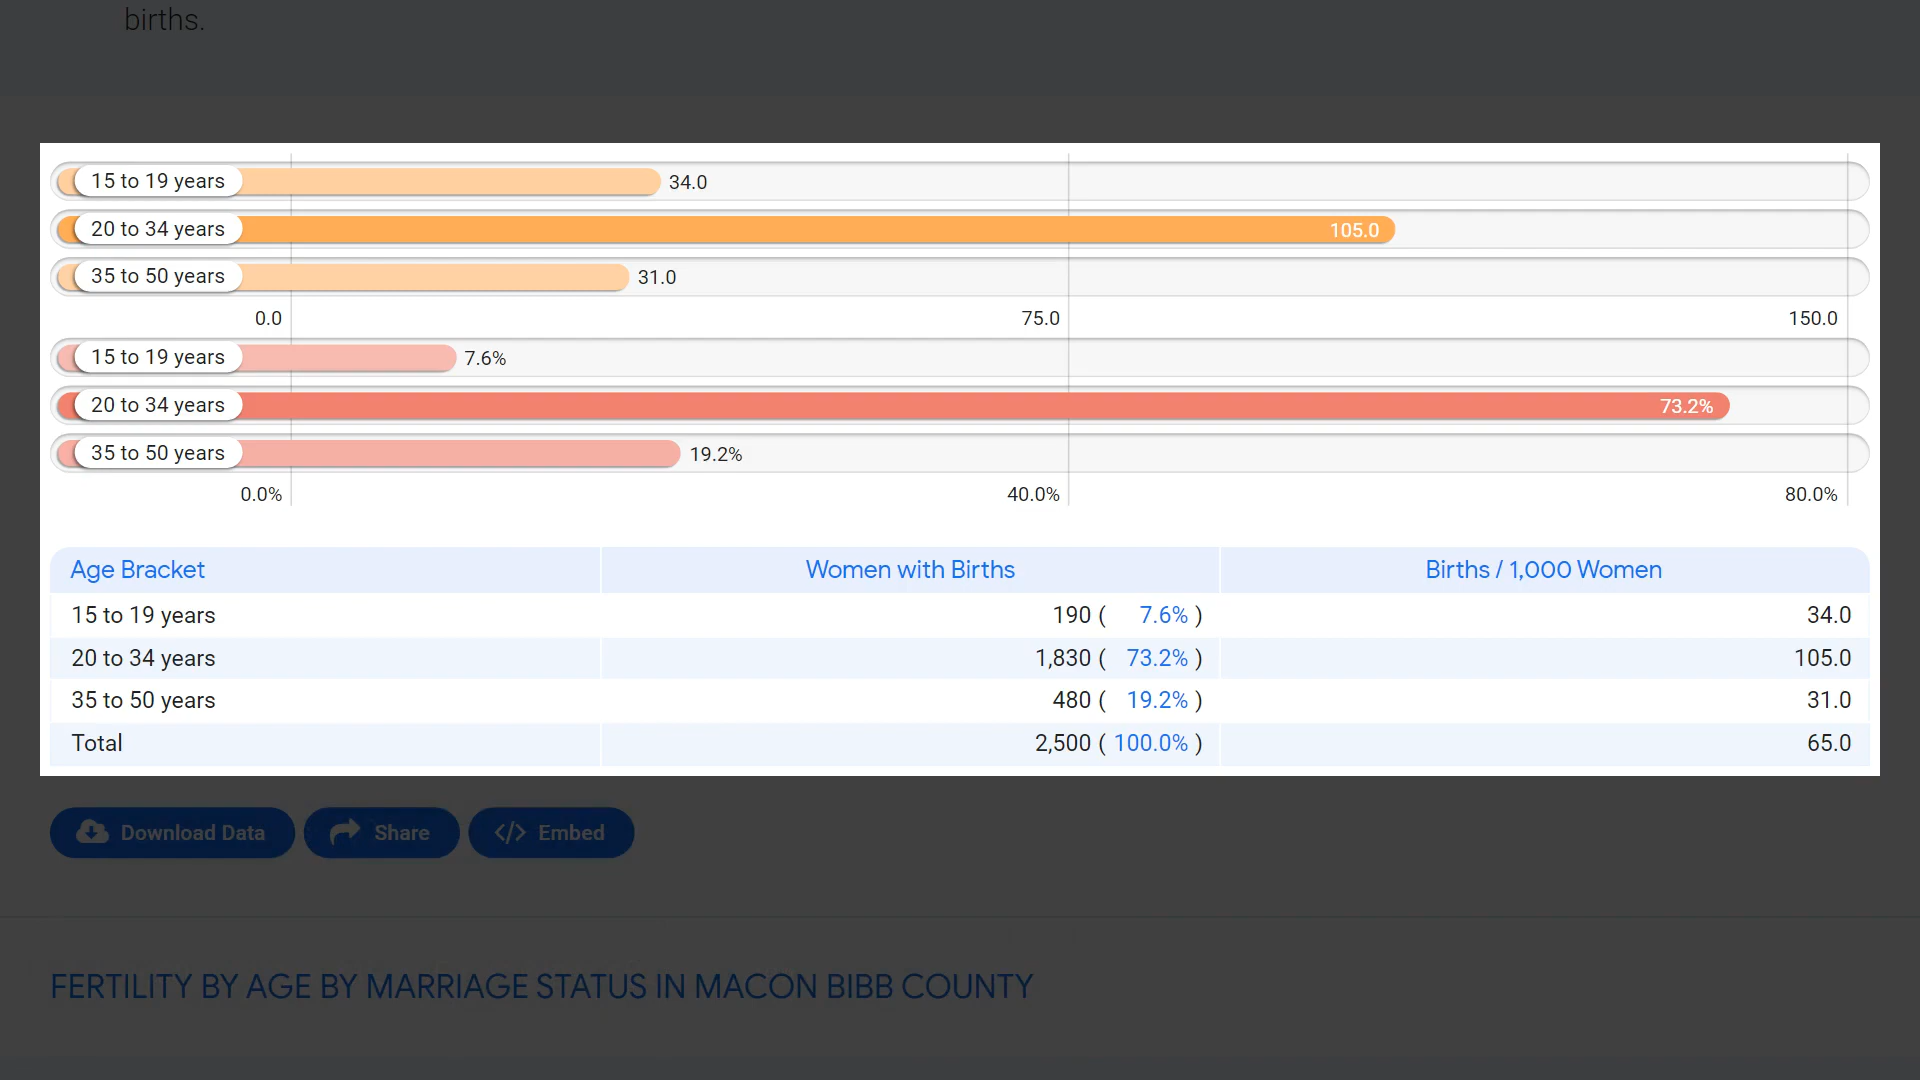 births.
15 to 19 years 34.0
20 to 34 years 105.0
35 to 50 years 31.0
0.0 75.0 150.0
15 to 19 years 7.6%
20 to 34 years 73.2%
35 to 50 years 19.2%
0.0% 40.0% 80.0%
Age Bracket Women with Births Births / 1,000 Women
15 to 19 years 190 ( 7.6% ) 34.0
20 to 34 years 1,830 ( 73.2% ) 105.0
35 to 50 years 480 ( 19.2% ) 31.0
Total 2,500 ( 100.0% ) 65.0
Download Data Share </> Embed
FERTILITY BY AGE BY MARRIAGE STATUS IN MACON BIBB COUNTY